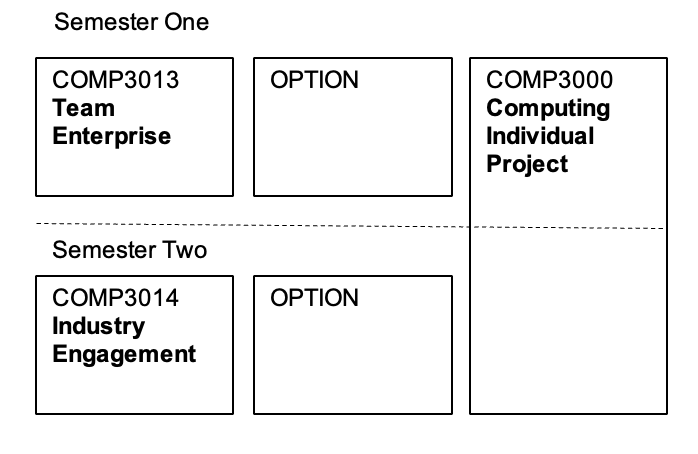 Semester One
COMP3013
Team
Enterprise
OPTION
COMP3000
Computing
Individual
Project
Semester Two
COMP3014
Industry
Engagement
OPTION